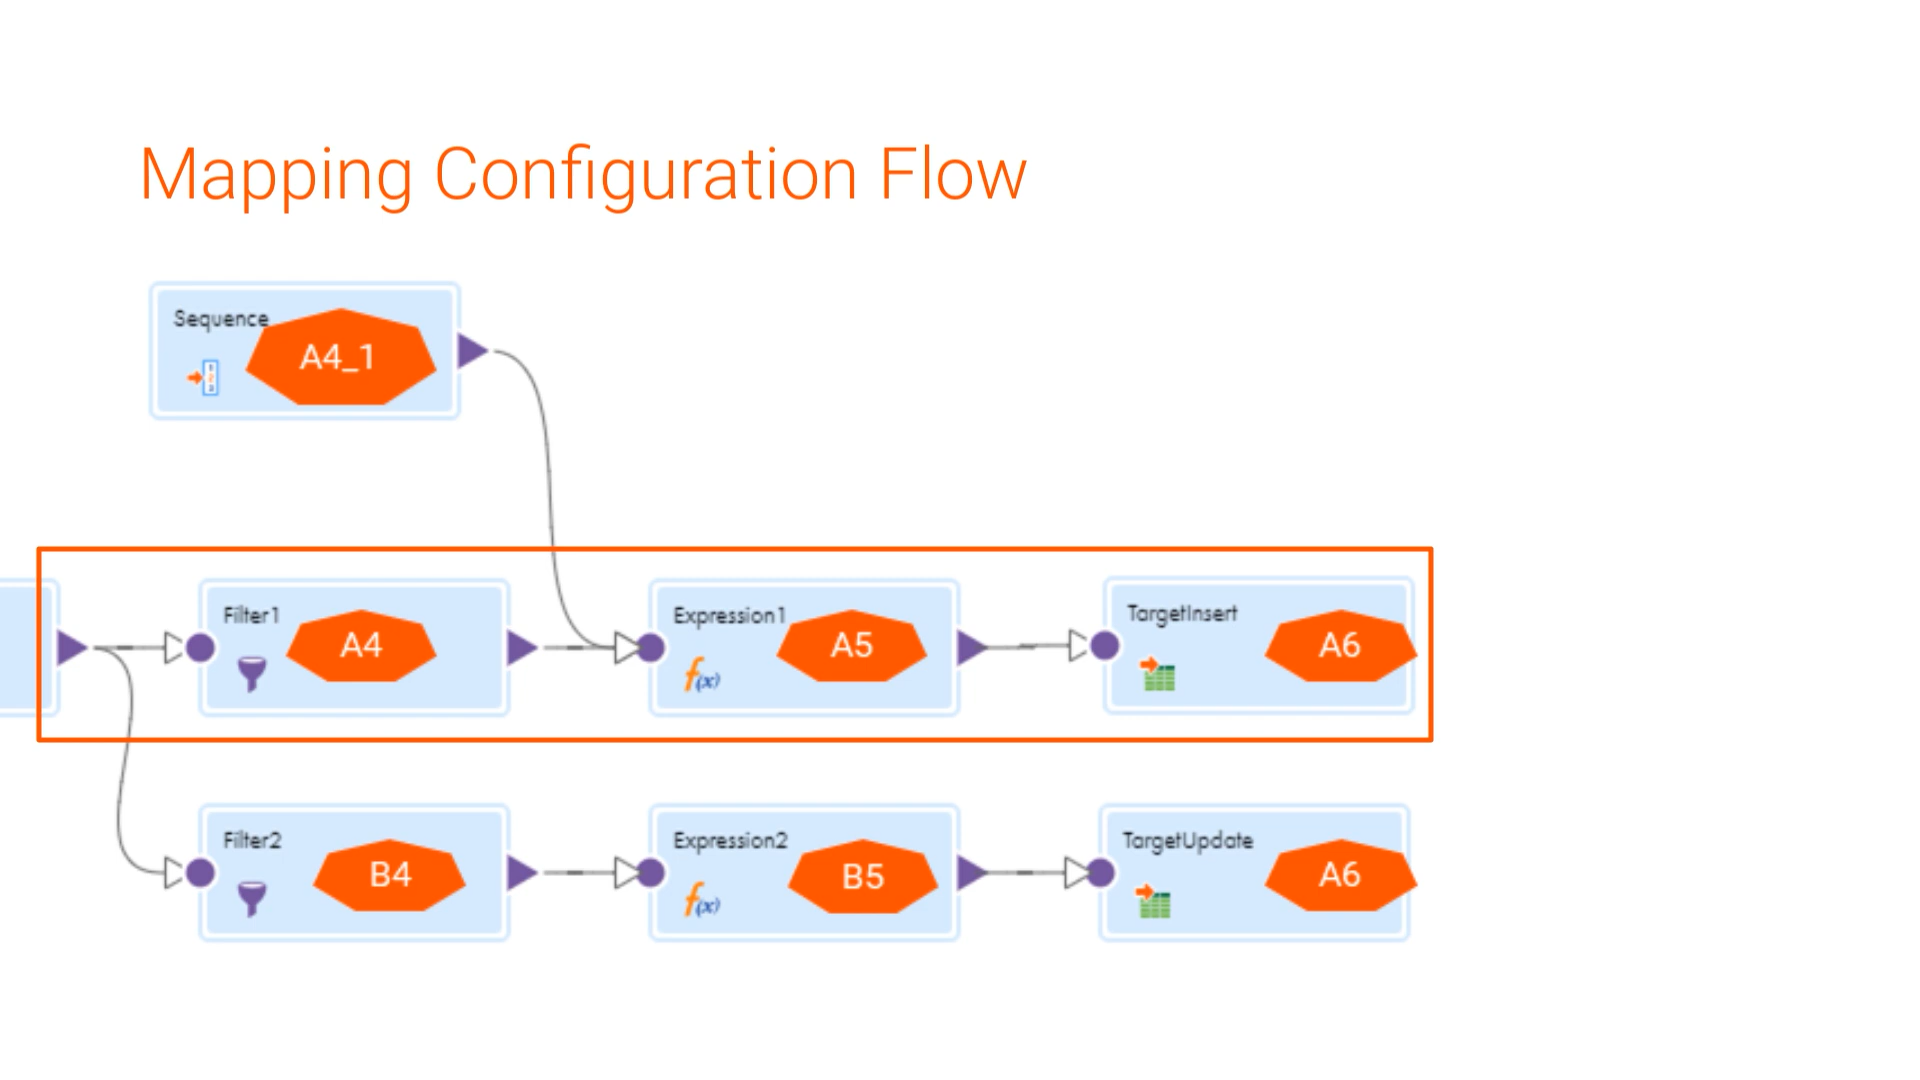 Mapping Configuration Flow
Sequence
A4_1
Filter1
A4
Expression1
A5
f(x)
TargetInsert
A6
Filter2
B4
Expression2
B5
f(x)
TargetUpdate
A6